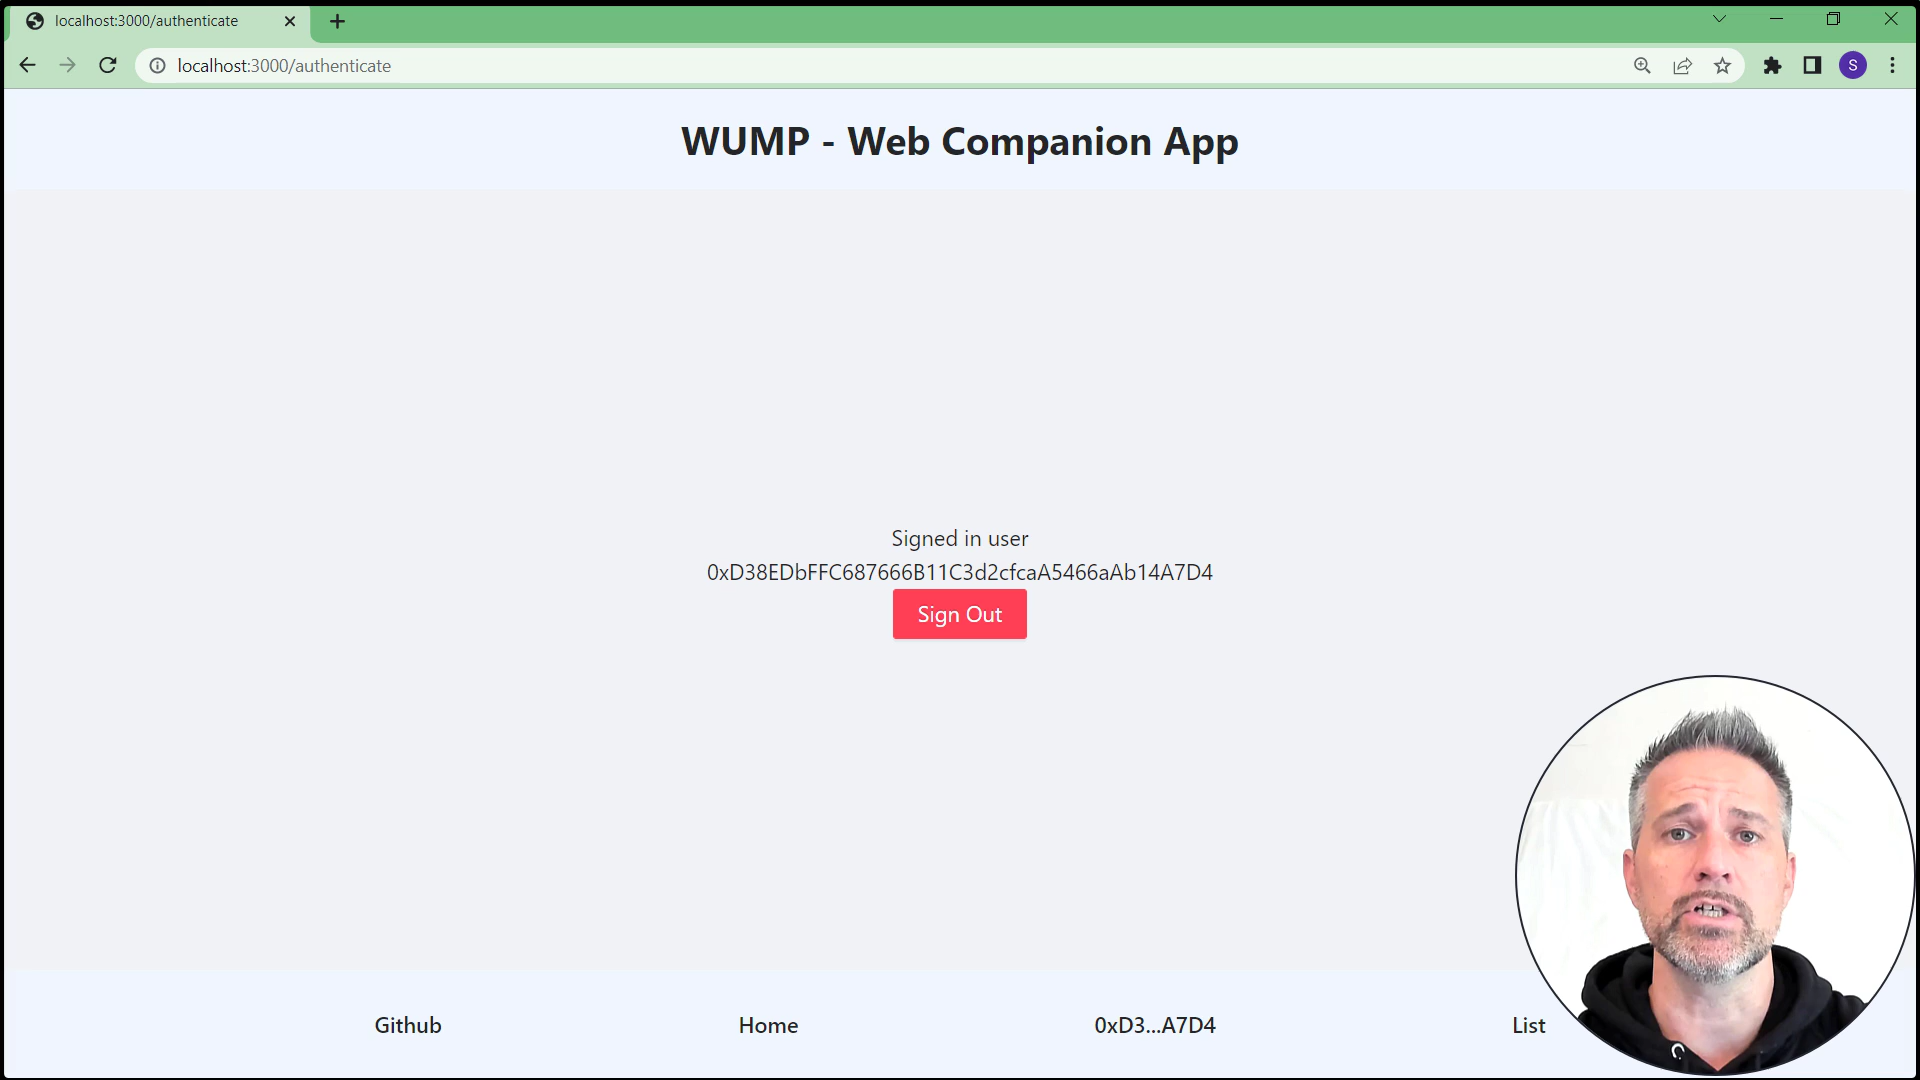 localhost:3000/authenticate
localhost:3000/authenticate
S
WUMP - Web Companion App
Signed in user
0xD38EDbFFC687666B11C3d2cfcaA5466aAb14A7D4
Sign Out
Github
Home
0xD3...A7D4
List